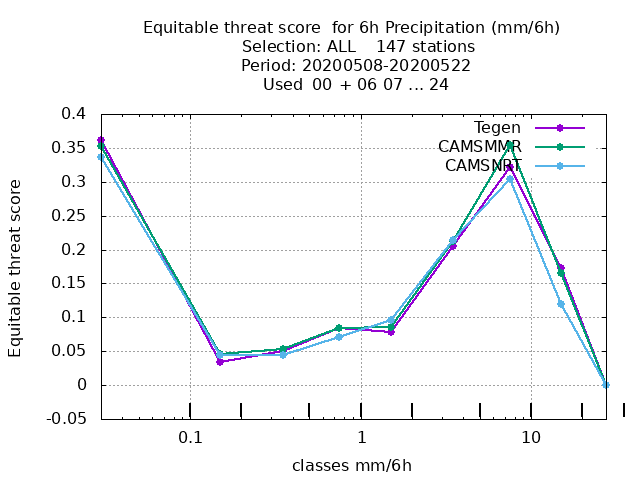 Equitable threat score for 6h Precipitation (mm/6h)
Selection: ALL 147 stations
Period: 20200508-20200522
Used 00 + 06 07 ... 24
Tegen
CAMSMMR
CAMSNRT
0.4
0.35
0.3
0.25
0.2
0.15
0.1
0.05
0
-0.05
Equitable threat score
0.1 1 10
classes mm/6h